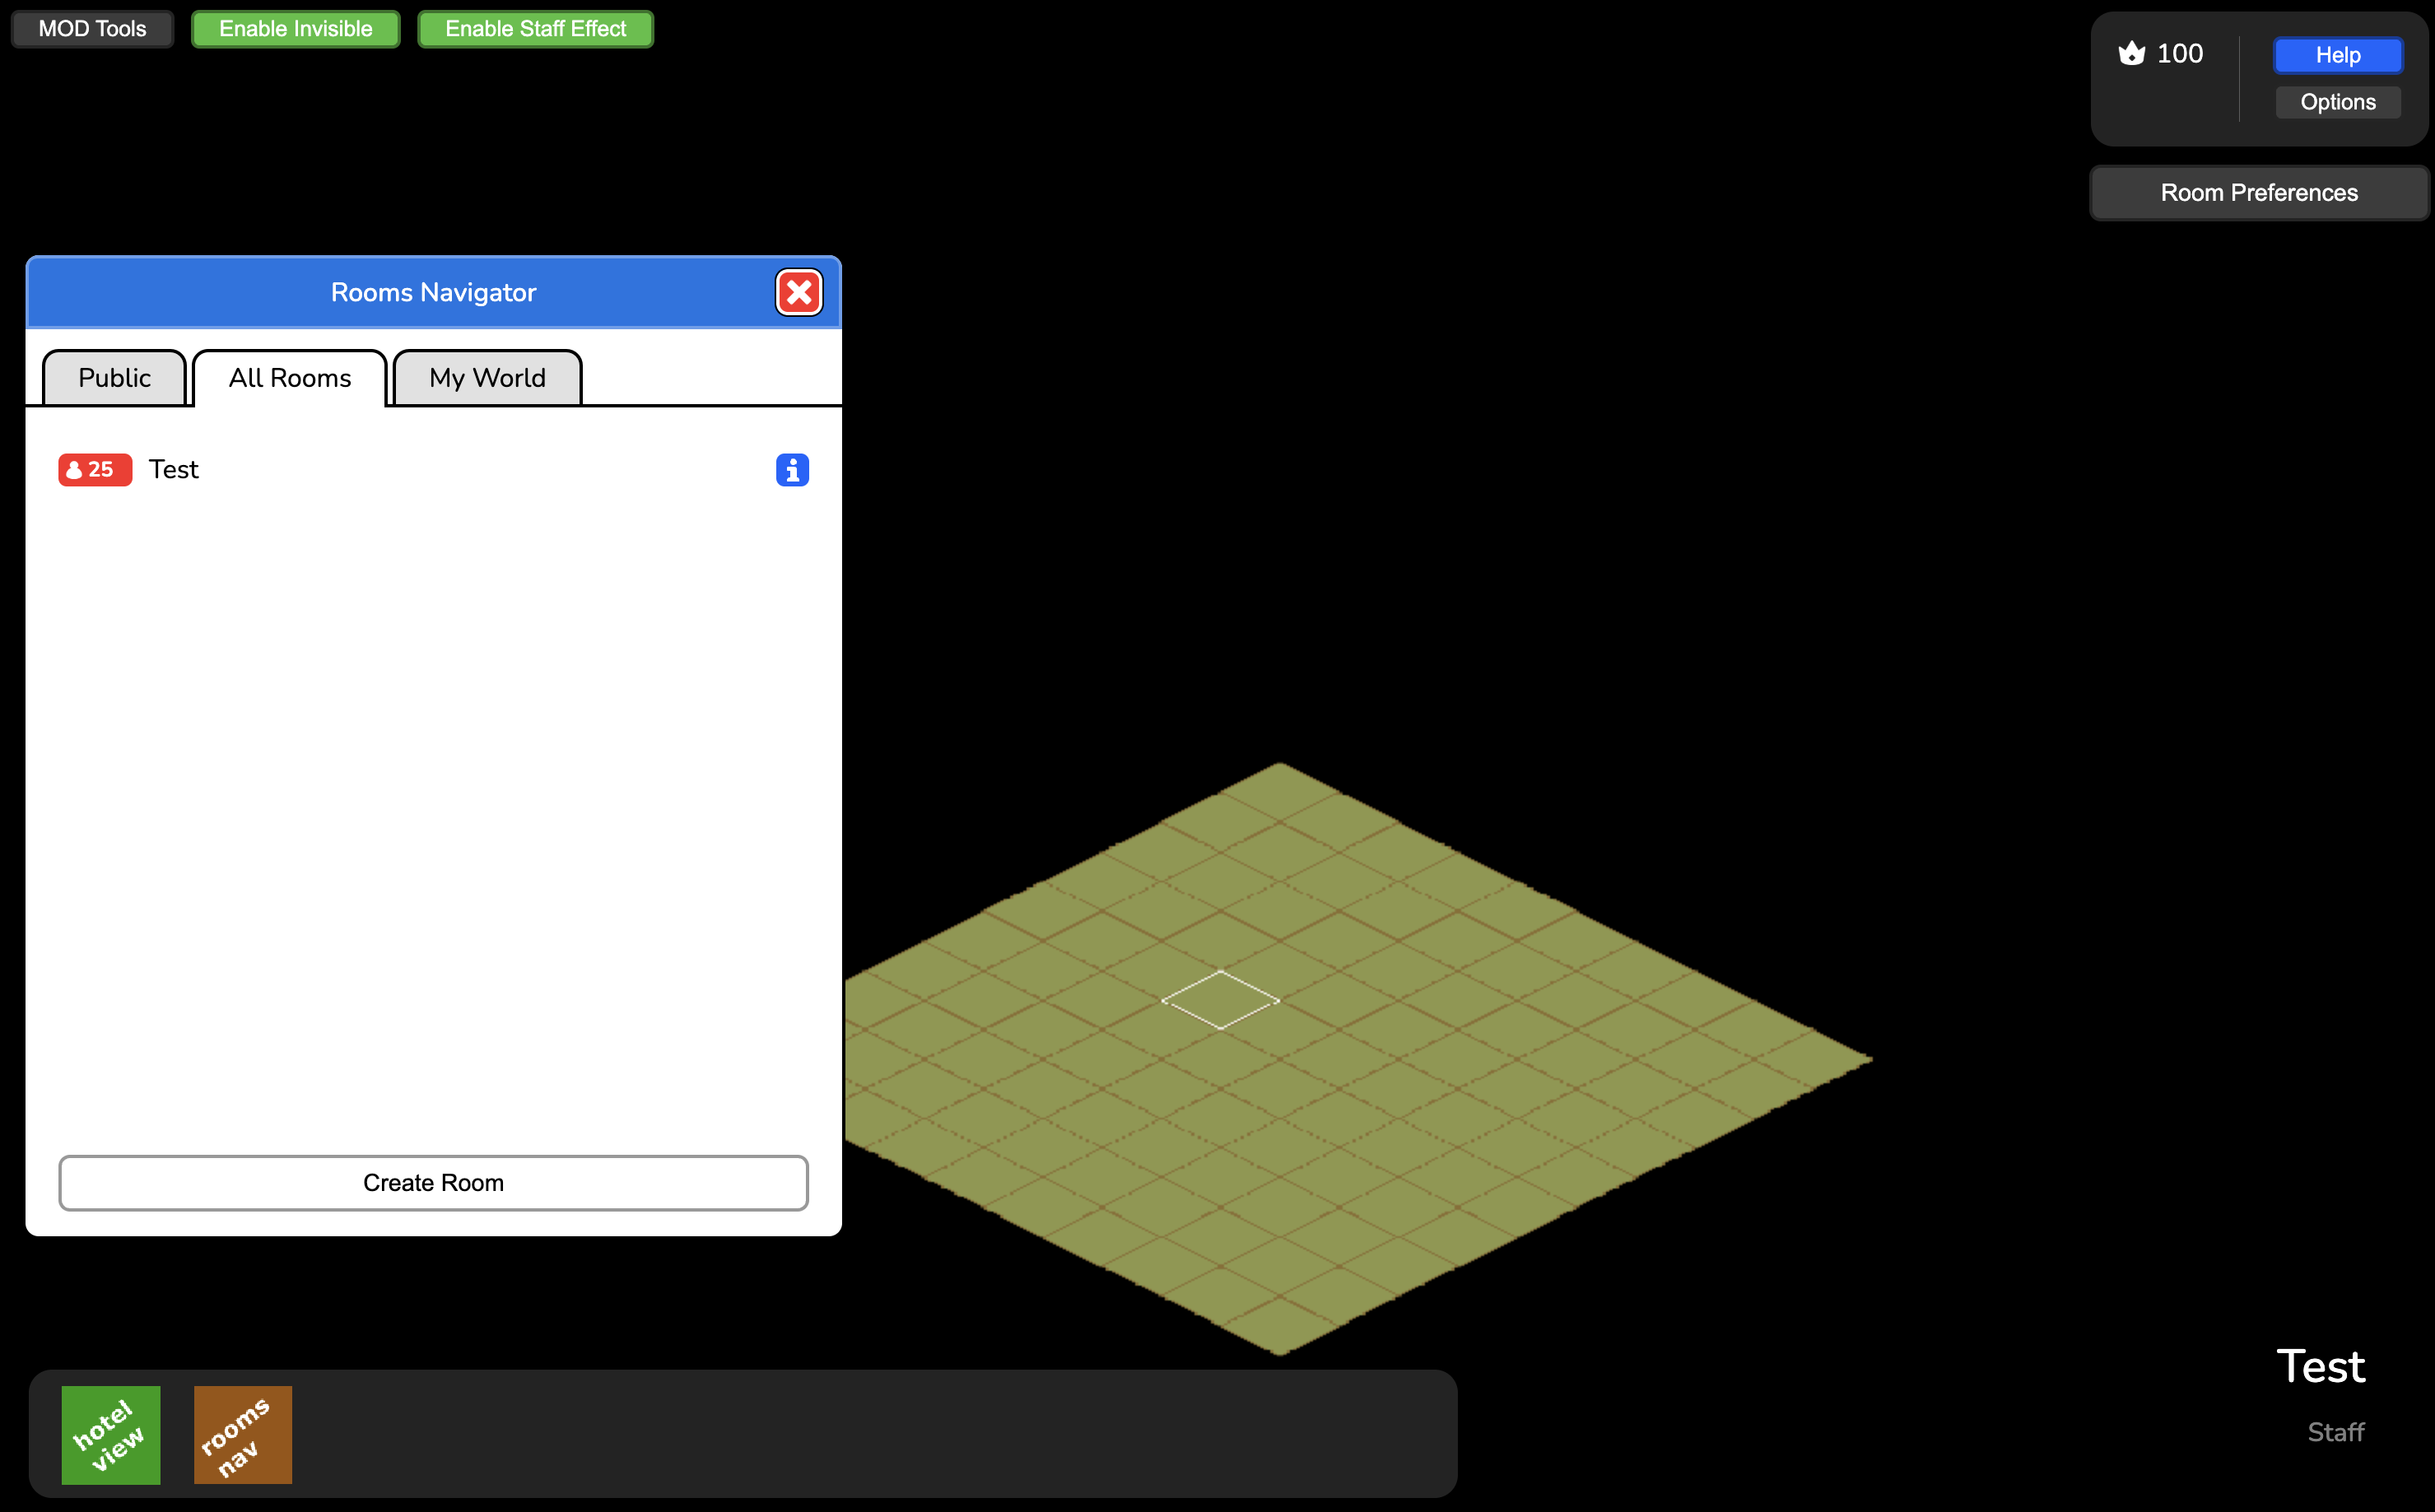 MOD Tools
Enable Invisible
Enable Staff Effect
100
Help
Options
Room Preferences
Rooms Navigator
Public
All Rooms
My World
25
Test
Create Room
hotel
view
rooms
nav
Test
Staff